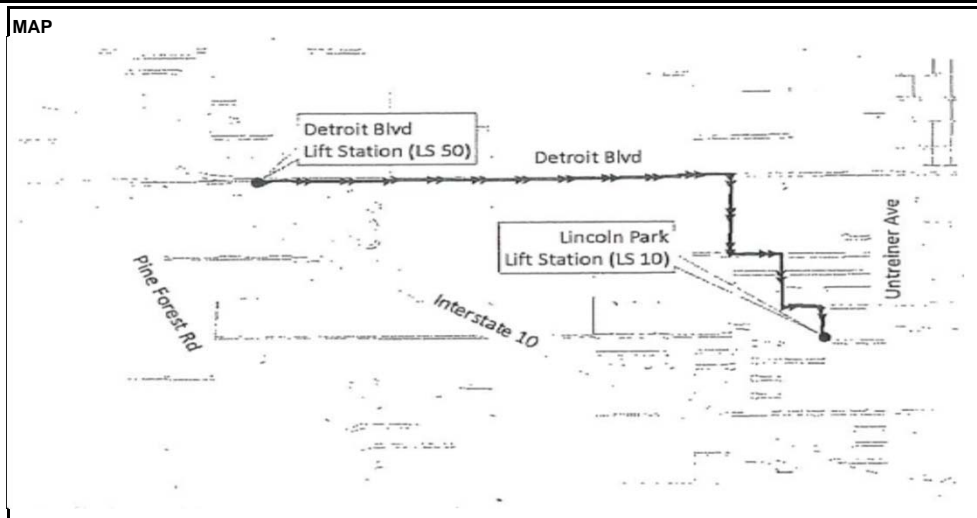 MAP
Detroit Blvd
Lift Station (LS 50)
Detroit Blvd
Lincoln Park
Lift Station (LS 10)
Untreiner Ave
Pine Forest Rd
Interstate 10